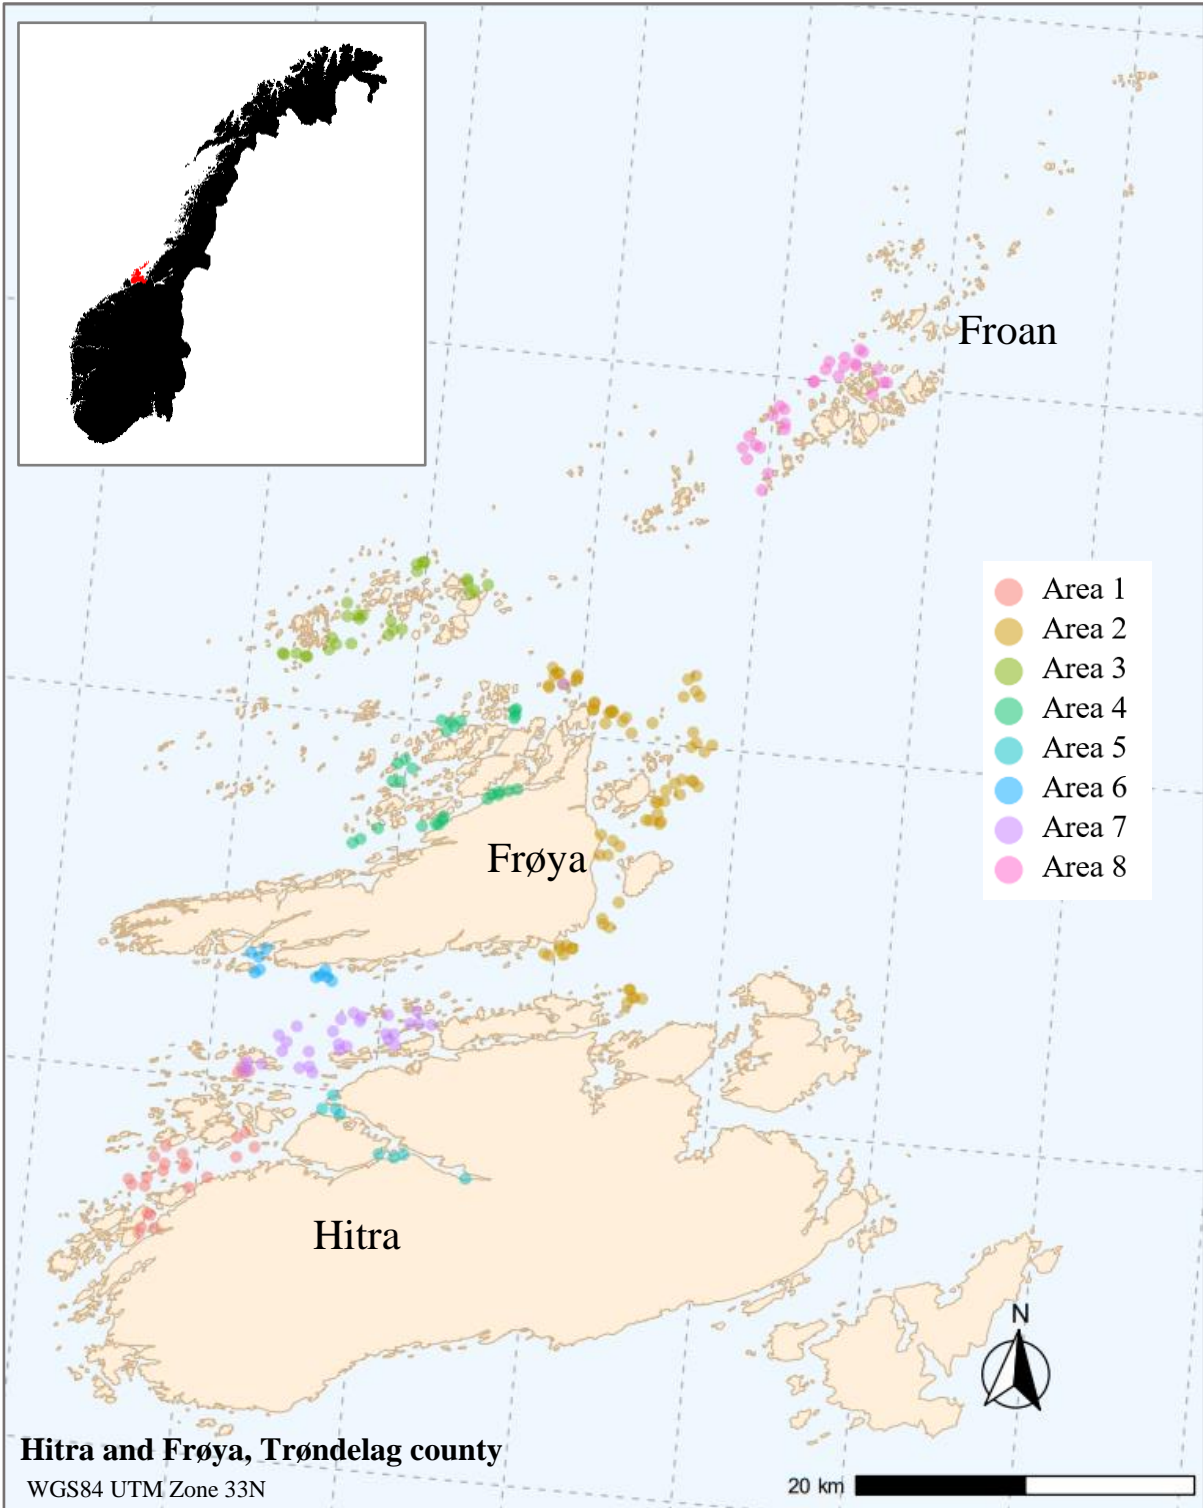 Froan
Area 1
Area 2
Area 3
Area 4
Area 5
Area 6
Area 7
Area 8
Frøya
Hitra
N
Hitra and Frøya, Trøndelag county
WGS84 UTM Zone 33N
20 km